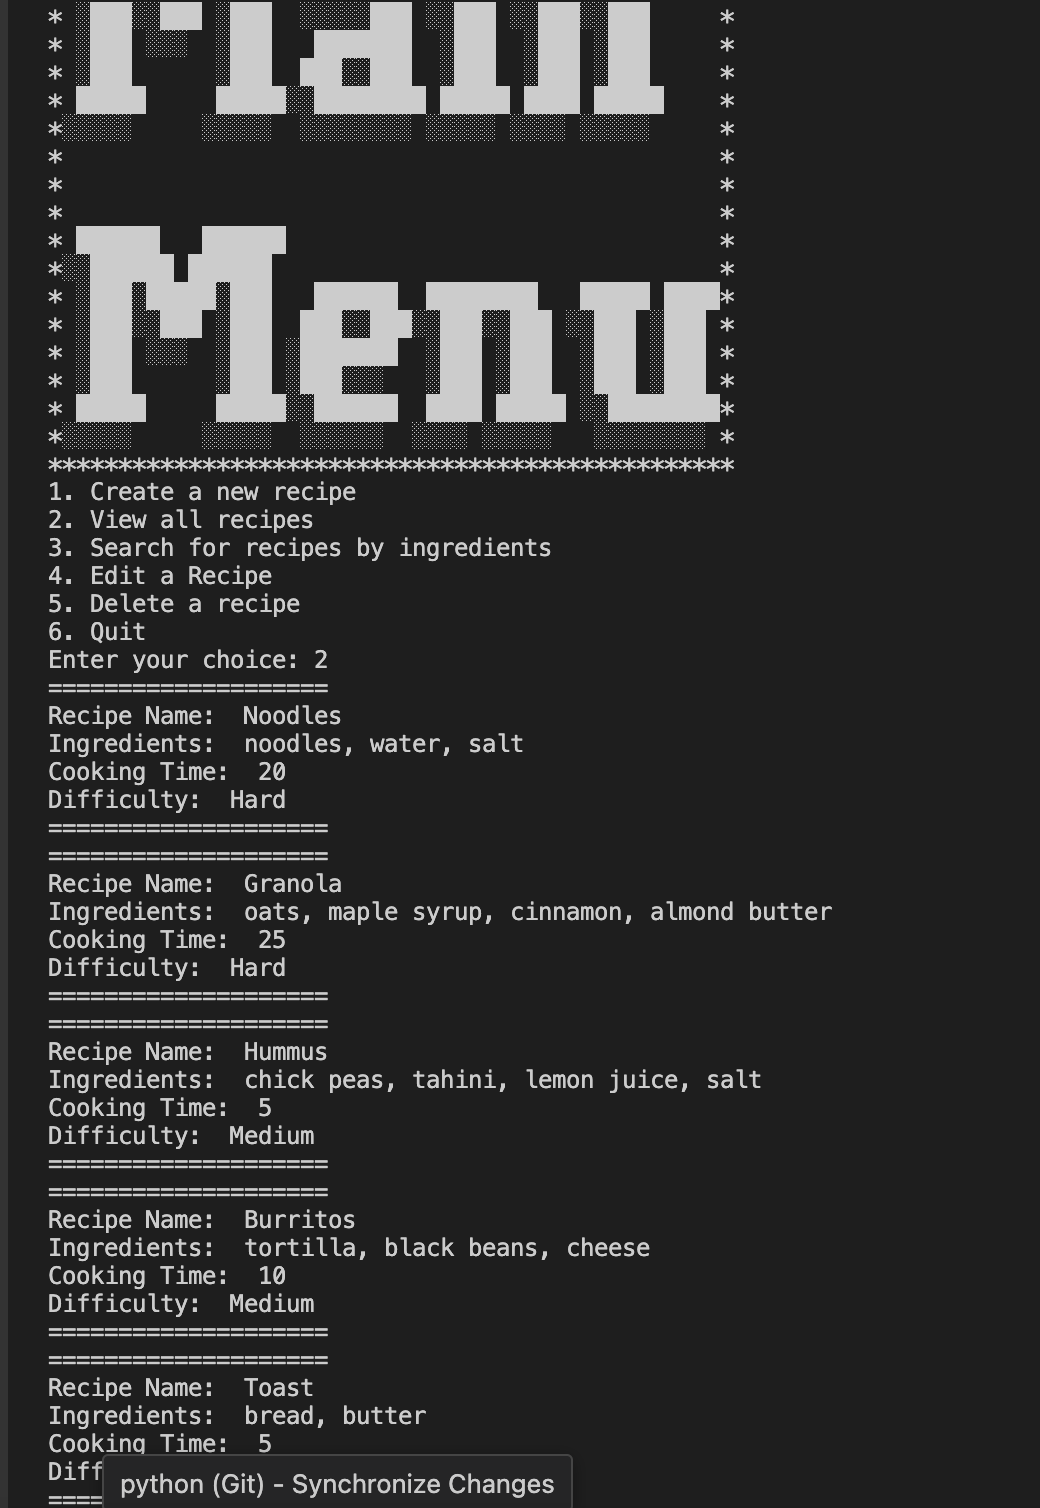 Main
Menu
*************************************************
1. Create a new recipe
2. View all recipes
3. Search for recipes by ingredients
4. Edit a Recipe
5. Delete a recipe
6. Quit
Enter your choice: 2
====================
Recipe Name:  Noodles
Ingredients:  noodles, water, salt
Cooking Time:  20
Difficulty:  Hard
====================
====================
Recipe Name:  Granola
Ingredients:  oats, maple syrup, cinnamon, almond butter
Cooking Time:  25
Difficulty:  Hard
====================
====================
Recipe Name:  Hummus
Ingredients:  chick peas, tahini, lemon juice, salt
Cooking Time:  5
Difficulty:  Medium
====================
====================
Recipe Name:  Burritos
Ingredients:  tortilla, black beans, cheese
Cooking Time:  10
Difficulty:  Medium
====================
====================
Recipe Name:  Toast
Ingredients:  bread, butter
Cooking Time:  5
Diff
====
python (Git) - Synchronize Changes